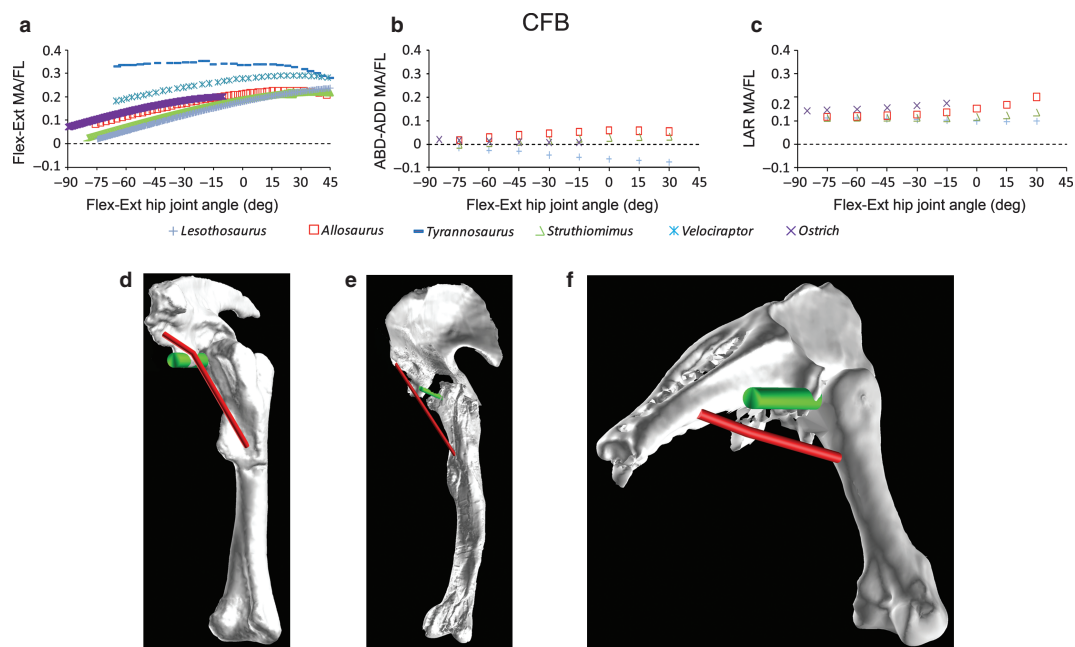 CFB
a
Flex-Ext MA/FL
0.4
0.3
0.2
0.1
0
–0.1
–90 –75 –60 –45 –30 –15 0 15 30 45
Flex-Ext hip joint angle (deg)
b
ABD-ADD MA/FL
0.4
0.3
0.2
0.1
0
–0.1
–90 –75 –60 –45 –30 –15 0 15 30 45
Flex-Ext hip joint angle (deg)
c
LAR MA/FL
0.4
0.3
0.2
0.1
0
–0.1
–90 –75 –60 –45 –30 –15 0 15 30 45
Flex-Ext hip joint angle (deg)
Lesothosaurus Allosaurus Tyrannosaurus Struthiomimus Velociraptor Ostrich
d
e
f